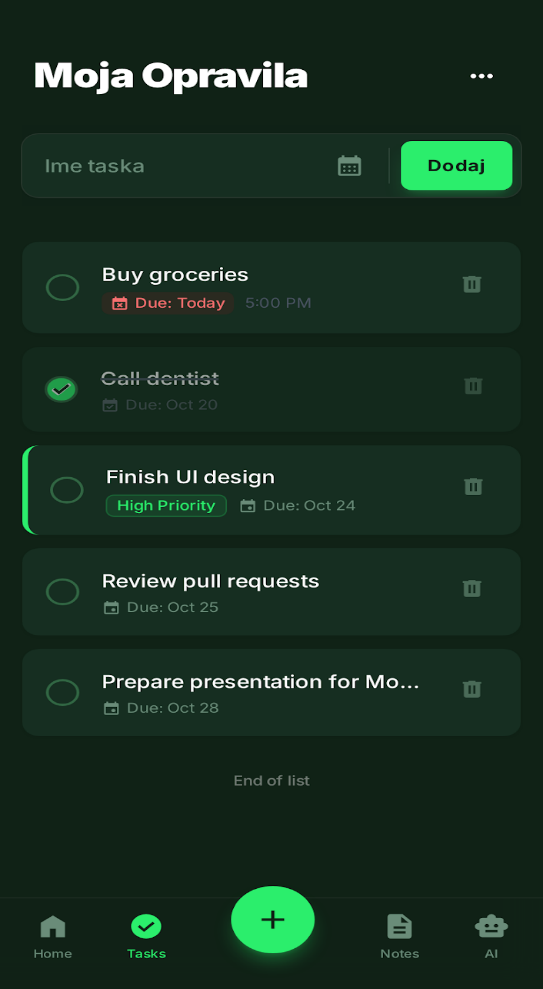 Moja Opravila
Ime taska
Dodaj
Buy groceries
Due: Today 5:00 PM
Call dentist
Due: Oct 20
Finish UI design
High Priority Due: Oct 24
Review pull requests
Due: Oct 25
Prepare presentation for Mo...
Due: Oct 28
End of list
Home Tasks Notes AI